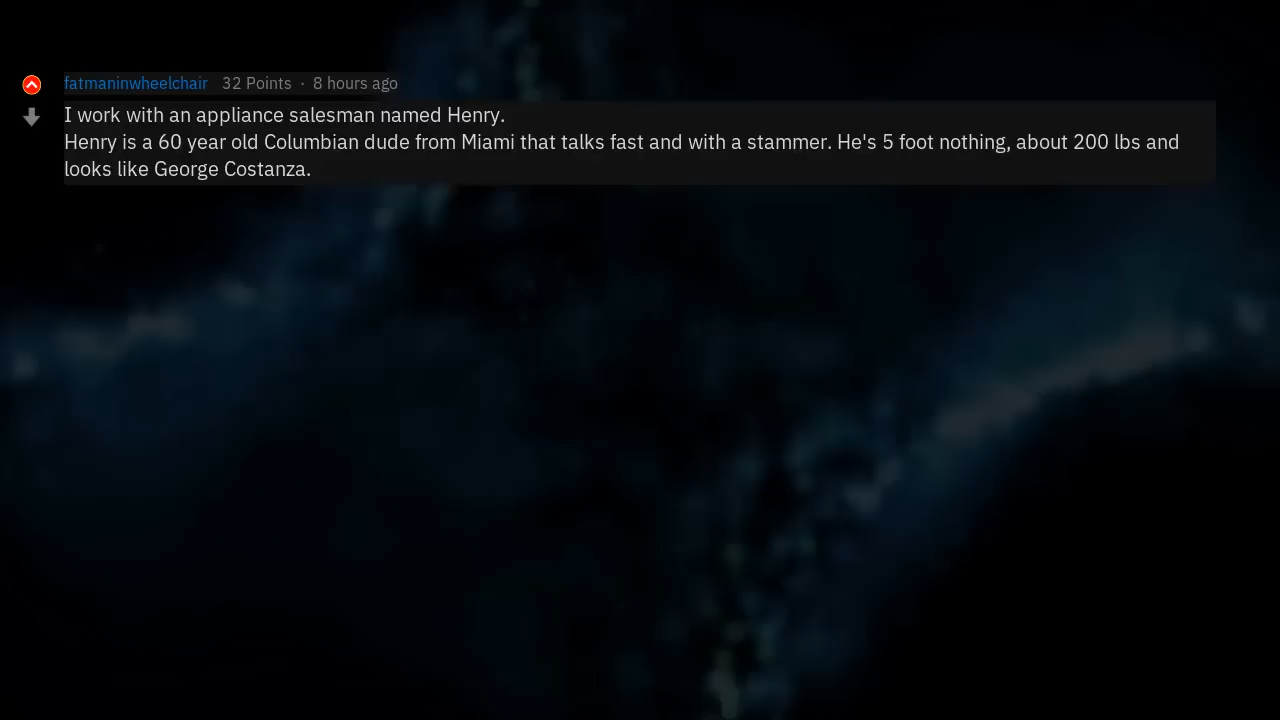 fatmaninwheelchair 32 Points · 8 hours ago
I work with an appliance salesman named Henry.
Henry is a 60 year old Columbian dude from Miami that talks fast and with a stammer. He's 5 foot nothing, about 200 lbs and
looks like George Costanza.